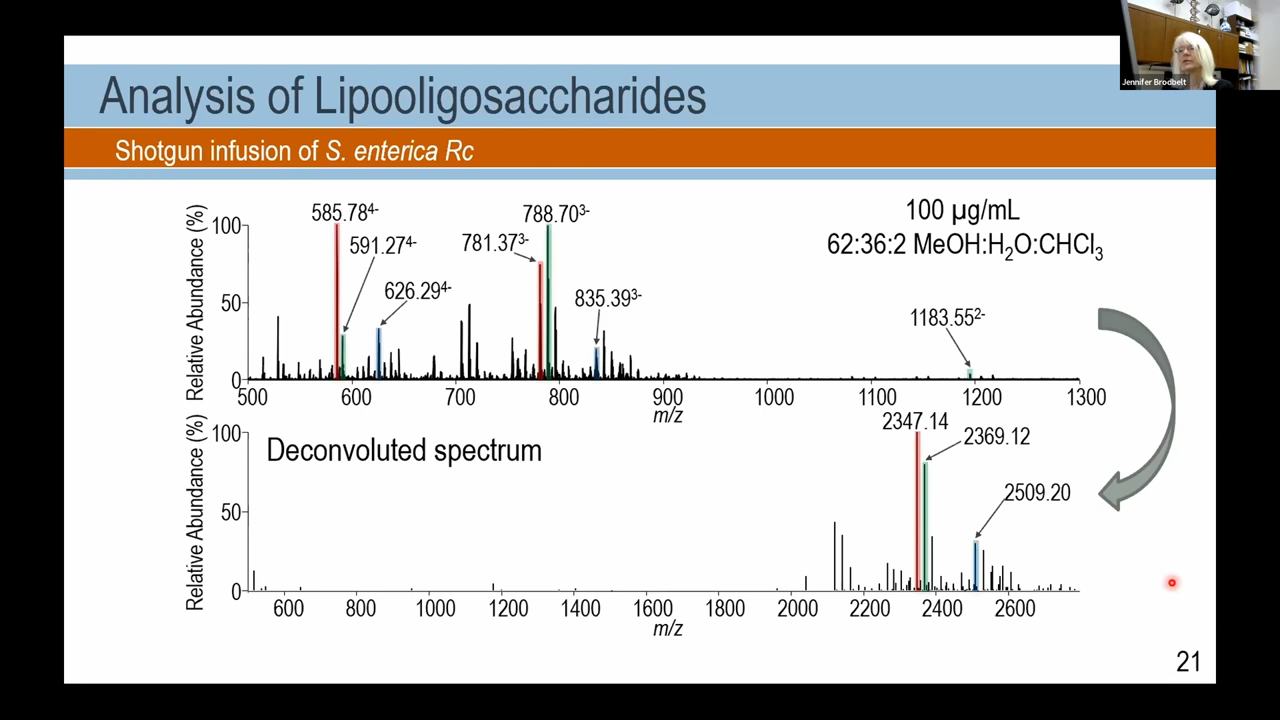 Jennifer Brodbelt
Analysis of Lipooligosaccharides
Shotgun infusion of S. enterica Rc
Relative Abundance (%)
100
50
0
585.78⁴⁻
591.27⁴⁻
626.29⁴⁻
781.37³⁻
788.70³⁻
835.39³⁻
1183.55²⁻
100 µg/mL
62:36:2 MeOH:H₂O:CHCl₃
500 600 700 800 900 1000 1100 1200 1300
m/z
Relative Abundance (%)
100
50
0
Deconvoluted spectrum
2347.14
2369.12
2509.20
600 800 1000 1200 1400 1600 1800 2000 2200 2400 2600
m/z
21